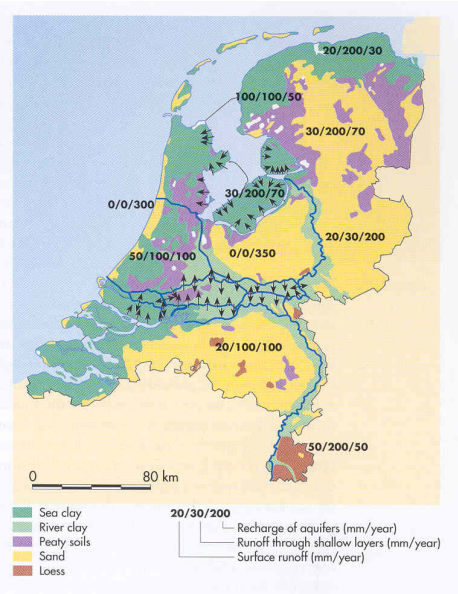 20/200/30
100/100/50
30/200/70
30/200/70
0/0/300
20/30/200
50/100/100
0/0/350
20/100/100
50/200/50
0 80 km
Sea clay
River clay
Peaty soils
Sand
Loess
20/30/200
Recharge of aquifers (mm/year)
Runoff through shallow layers (mm/year)
Surface runoff (mm/year)